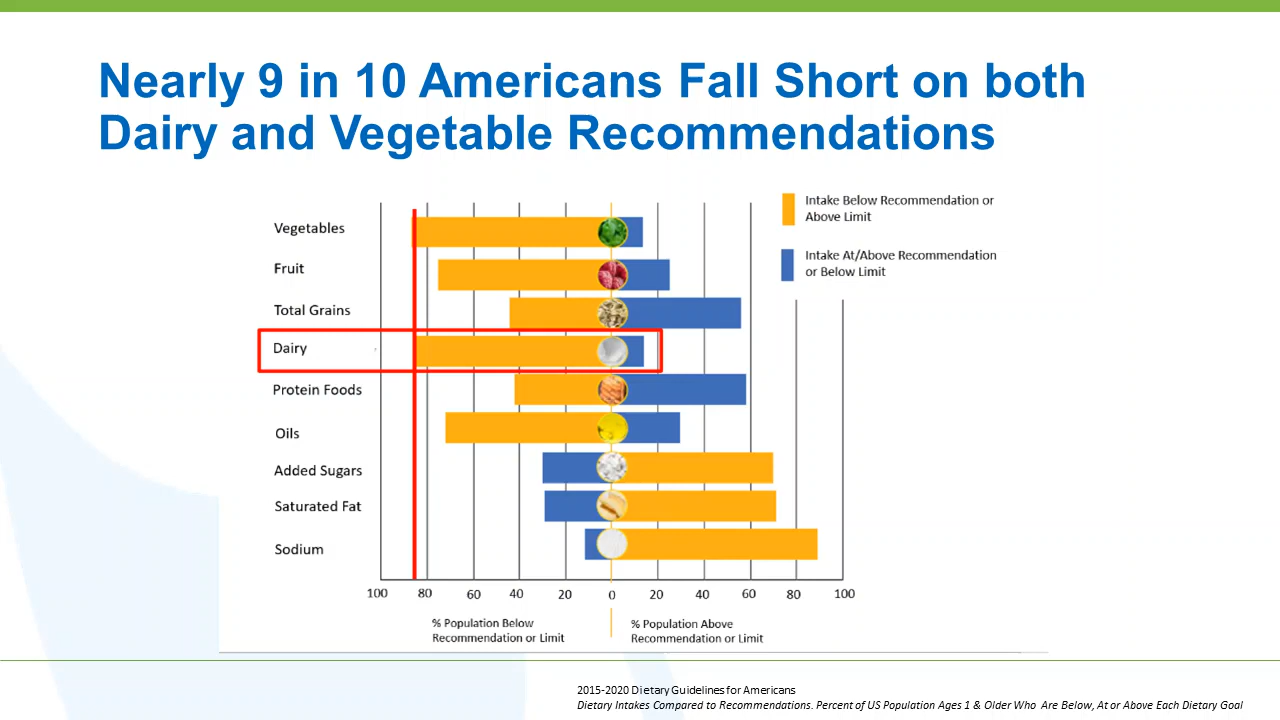 Nearly 9 in 10 Americans Fall Short on both
Dairy and Vegetable Recommendations
Intake Below Recommendation or
Above Limit
Intake At/Above Recommendation
or Below Limit
Vegetables
Fruit
Total Grains
Dairy
Protein Foods
Oils
Added Sugars
Saturated Fat
Sodium
100 80 60 40 20 0 20 40 60 80 100
% Population Below
Recommendation or Limit
% Population Above
Recommendation or Limit
2015-2020 Dietary Guidelines for Americans
Dietary Intakes Compared to Recommendations. Percent of US Population Ages 1 & Older Who Are Below, At or Above Each Dietary Goal